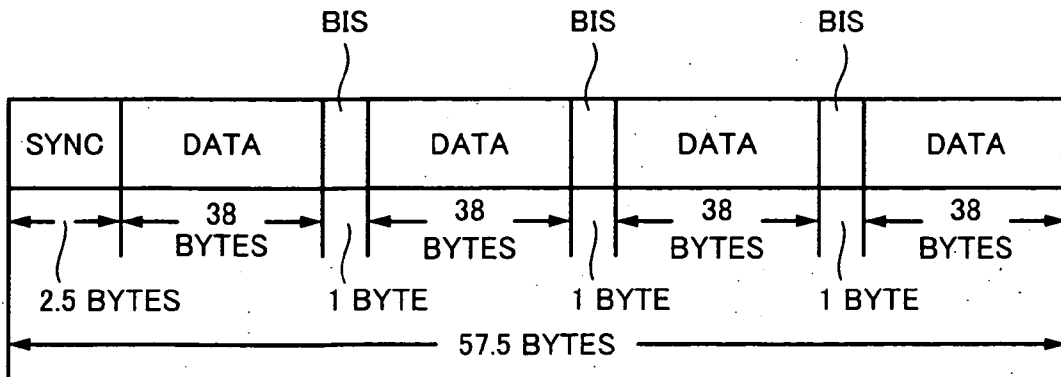 BIS BIS BIS
SYNC DATA DATA DATA DATA
38 BYTES 38 BYTES 38 BYTES 38 BYTES
2.5 BYTES 1 BYTE 1 BYTE 1 BYTE
57.5 BYTES